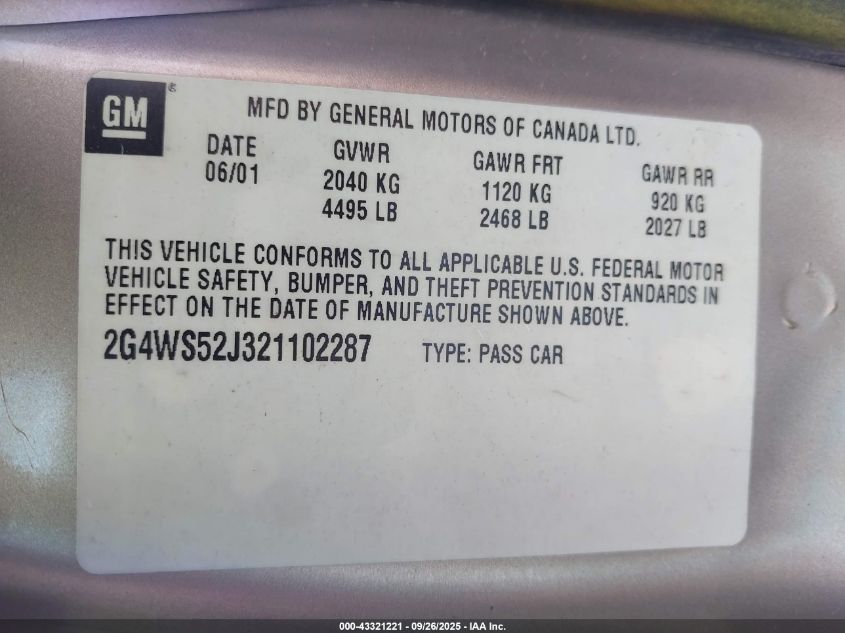 GM ®
MFD BY GENERAL MOTORS OF CANADA LTD.
DATE GVWR GAWR FRT GAWR RR
06/01 2040 KG 1120 KG 920 KG
4495 LB 2468 LB 2027 LB
THIS VEHICLE CONFORMS TO ALL APPLICABLE U.S. FEDERAL MOTOR
VEHICLE SAFETY, BUMPER, AND THEFT PREVENTION STANDARDS IN
EFFECT ON THE DATE OF MANUFACTURE SHOWN ABOVE.
2G4WS52J321102287 TYPE: PASS CAR
000-43321221 - 09/26/2025 - IAA Inc.